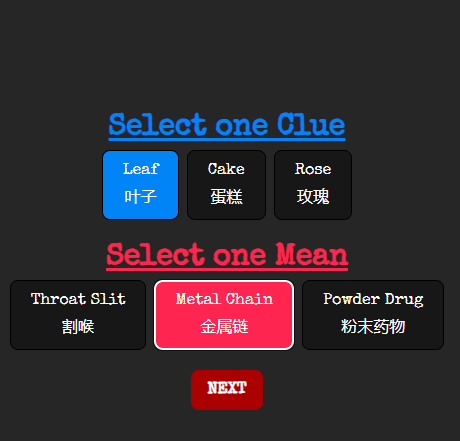 Select one Clue
Leaf Cake Rose
叶子 蛋糕 玫瑰
Select one Mean
Throat Slit Metal Chain Powder Drug
割喉 金属链 粉末药物
NEXT